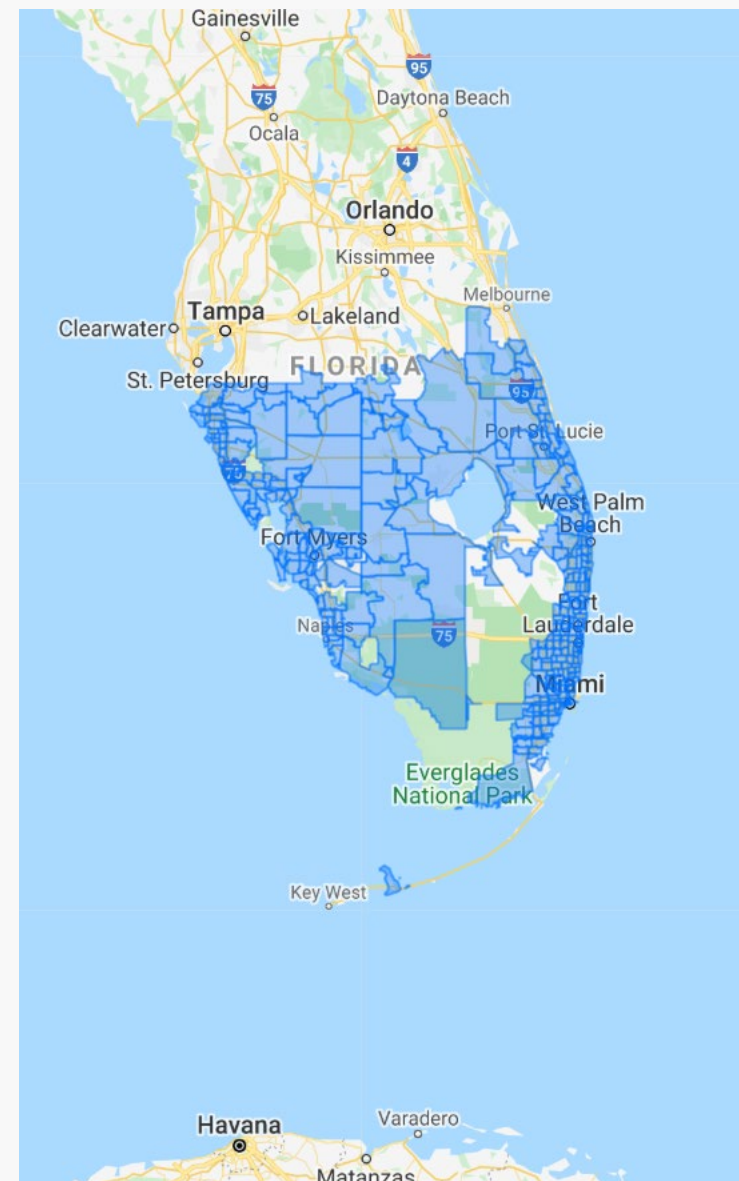 Gainesville
95
75
Daytona Beach
Ocala
4
Orlando
Kissimmee
Melbourne
Tampa
Lakeland
Clearwater
FLORIDA
St. Petersburg
95
Port St. Lucie
75
West Palm
Beach
Fort Myers
Fort
Lauderdale
Naples
75
Miami
Everglades
National Park
Key West
Havana
Varadero
Matanzas